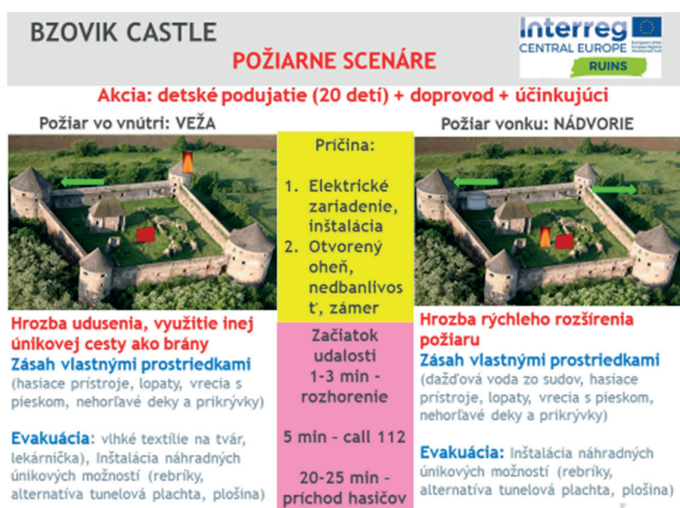 BZOVIK CASTLE
POŽIARNE SCENÁRE
Interreg
CENTRAL EUROPE
RUINS
Akcia: detské podujatie (20 detí) + doprovod + účinkujúci
Požiar vo vnútri: VEŽA
Hrozba udusenia, využitie inej
únikovej cesty ako brány
Zásah vlastnými prostriedkami
(hasiace prístroje, lopaty, vrecia s
pieskom, nehorľavé deky a prikrývky)
Evakuácia: vlhké textílie na tvár,
lekárnička), Inštalácia náhradných
únikových možností (rebríky,
alternatíva tunelová plachta, plošina)
Príčina:
1. Elektrické
zariadenie,
inštalácia
2. Otvorený
oheň,
nedbanlivos
ť, zámer
Začiatok
udalosti
1-3 min -
rozhorenie
5 min – call 112
20-25 min –
príchod hasičov
Požiar vonku: NÁDVORIE
Hrozba rýchleho rozšírenia
požiaru
Zásah vlastnými prostriedkami
(dažďová voda zo sudov, hasiace
prístroje, lopaty, vrecia s pieskom,
nehorľavé deky a prikrývky)
Evakuácia: Inštalácia náhradných
únikových možností (rebríky,
alternatíva tunelová plachta, plošina)